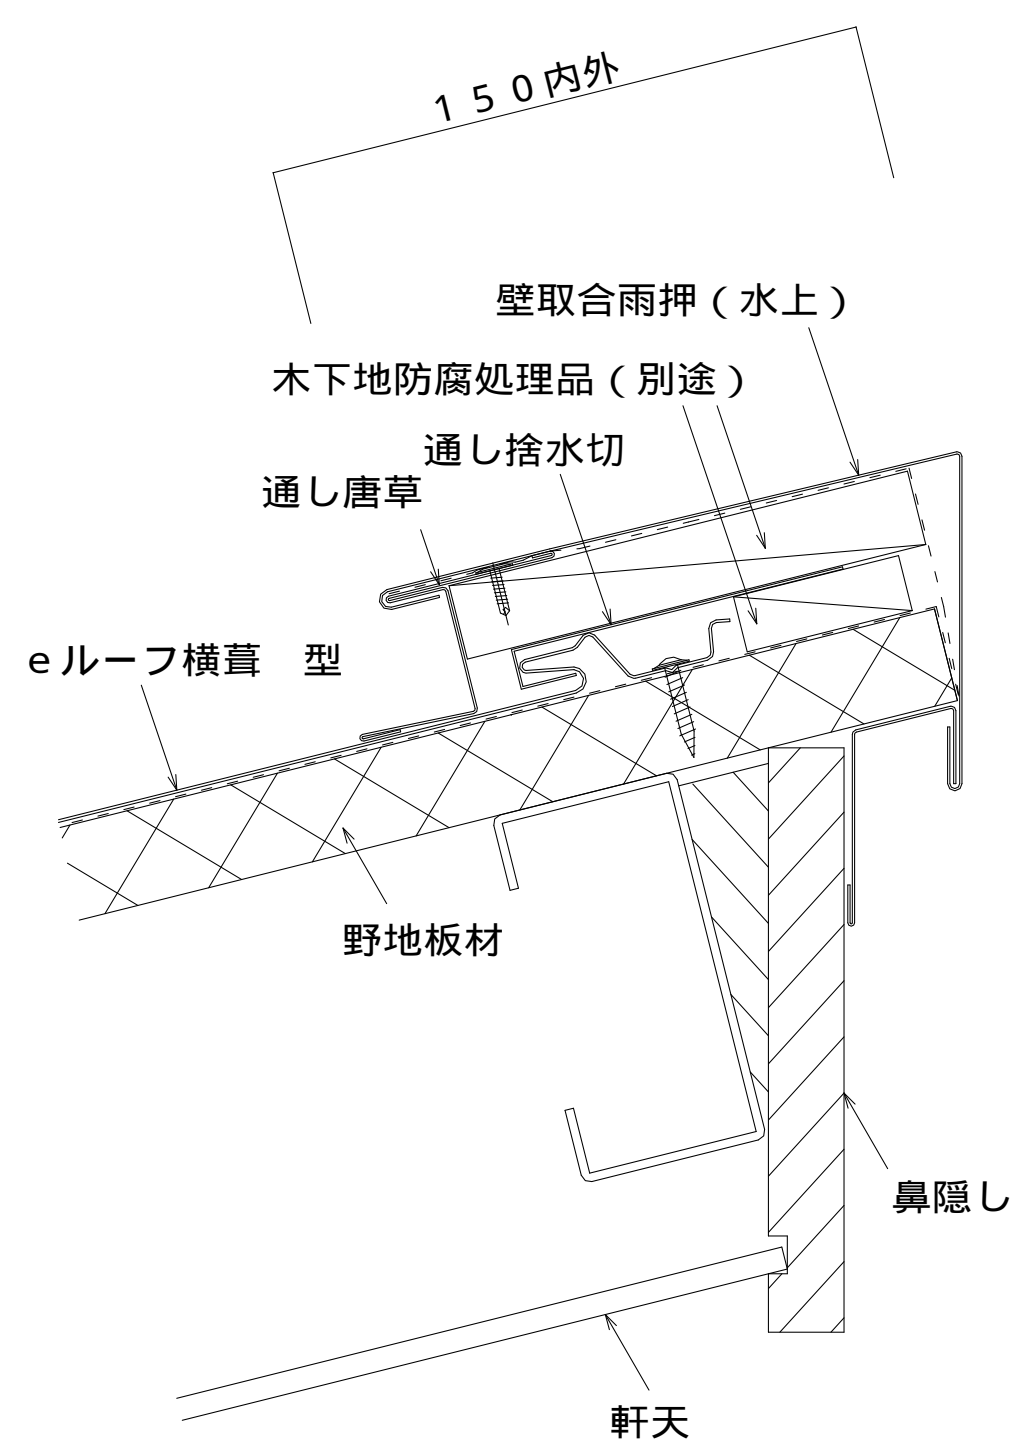 １５０内外
壁取合雨押（水上）
木下地防腐処理品（別途）
通し捨水切
通し唐草
ｅルーフ横葺　型
野地板材
鼻隠し
軒天